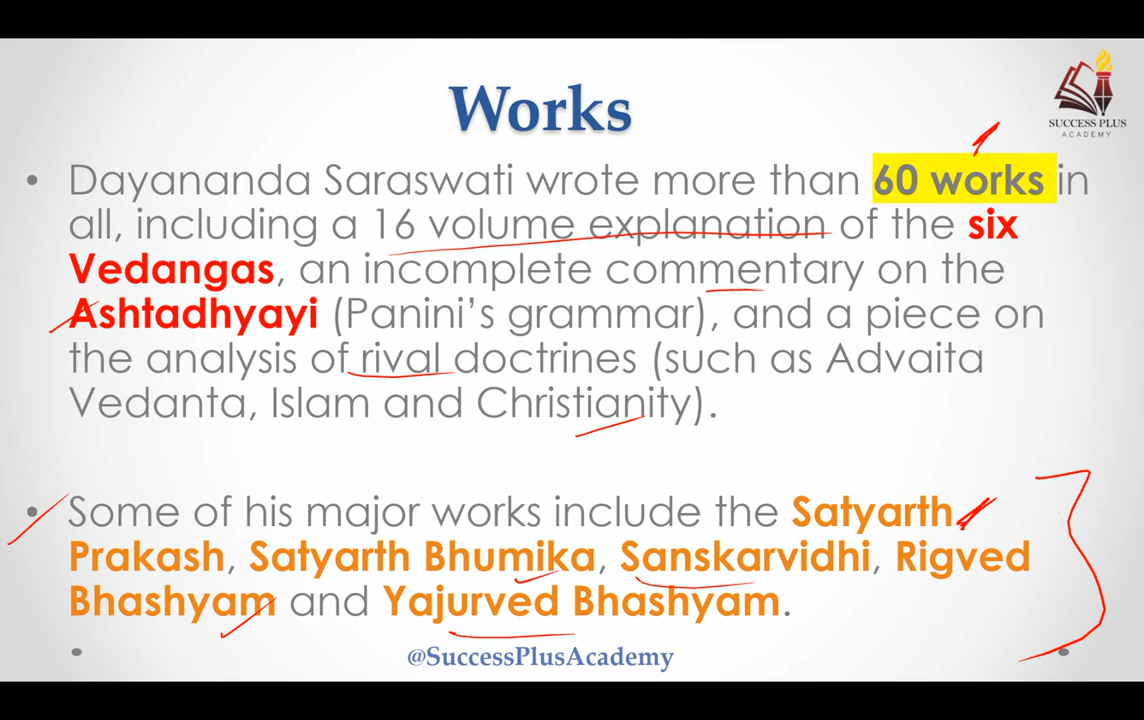 Works
SUCCESS PLUS
ACADEMY
• Dayananda Saraswati wrote more than 60 works in
all, including a 16 volume explanation of the six
Vedangas, an incomplete commentary on the
Ashtadhyayi (Panini's grammar), and a piece on
the analysis of rival doctrines (such as Advaita
Vedanta, Islam and Christianity).
• Some of his major works include the Satyarth
Prakash, Satyarth Bhumika, Sanskarvidhi, Rigved
Bhashyam and Yajurved Bhashyam.
@SuccessPlusAcademy